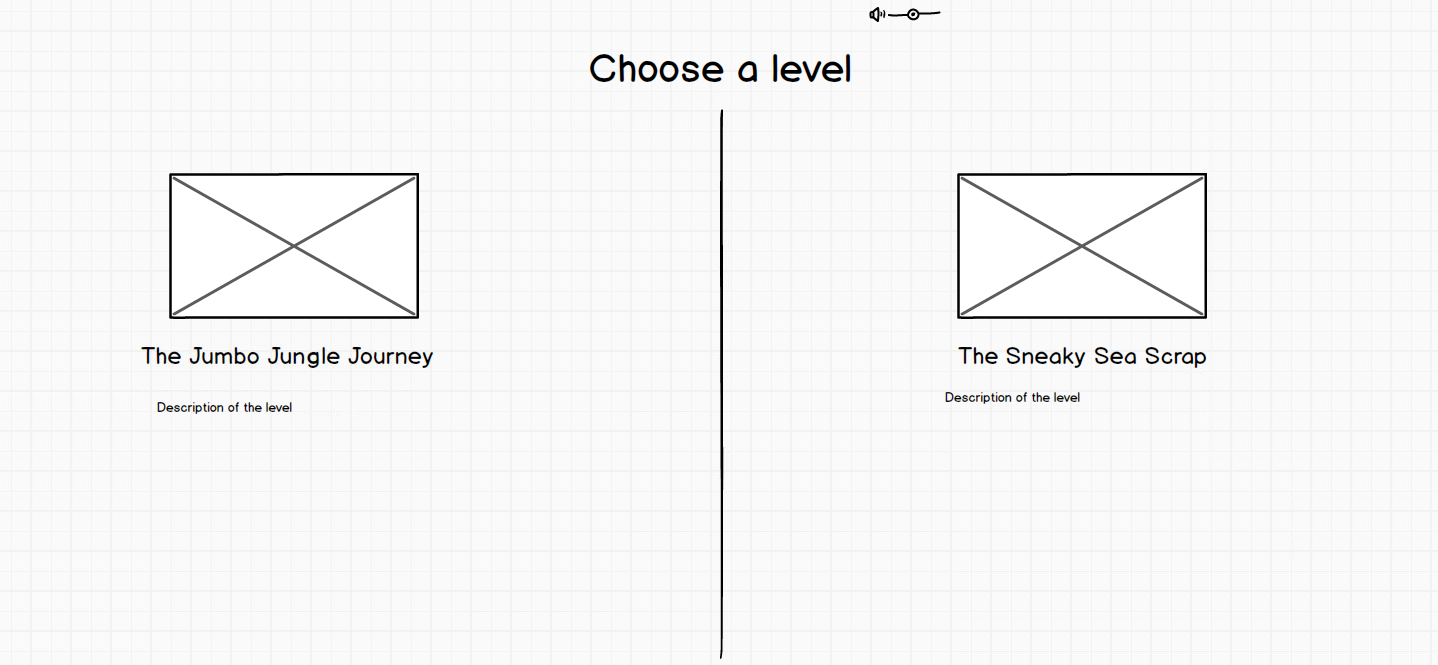 Choose a level
The Jumbo Jungle Journey
Description of the level
The Sneaky Sea Scrap
Description of the level